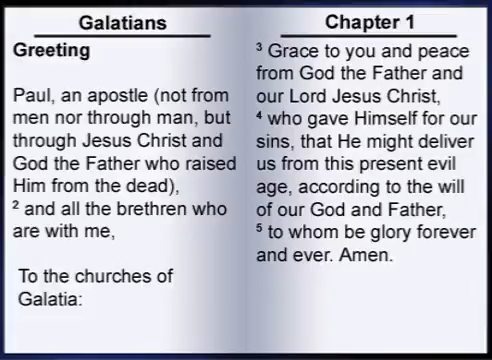 Galatians
Greeting
Paul, an apostle (not from
men nor through man, but
through Jesus Christ and
God the Father who raised
Him from the dead),
2 and all the brethren who
are with me,
To the churches of
Galatia:
Chapter 1
3 Grace to you and peace
from God the Father and
our Lord Jesus Christ,
4 who gave Himself for our
sins, that He might deliver
us from this present evil
age, according to the will
of our God and Father,
5 to whom be glory forever
and ever. Amen.